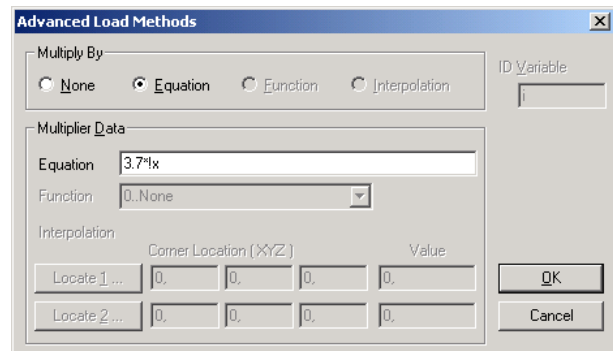 Advanced Load Methods
Multiply By
None Equation Function Interpolation
ID Variable
i
Multiplier Data
Equation 3.7*!x
Function 0..None
Interpolation
Corner Location ( XYZ ) Value
Locate 1 ... 0, 0, 0, 0,
OK
Locate 2 ... 0, 0, 0, 0,
Cancel